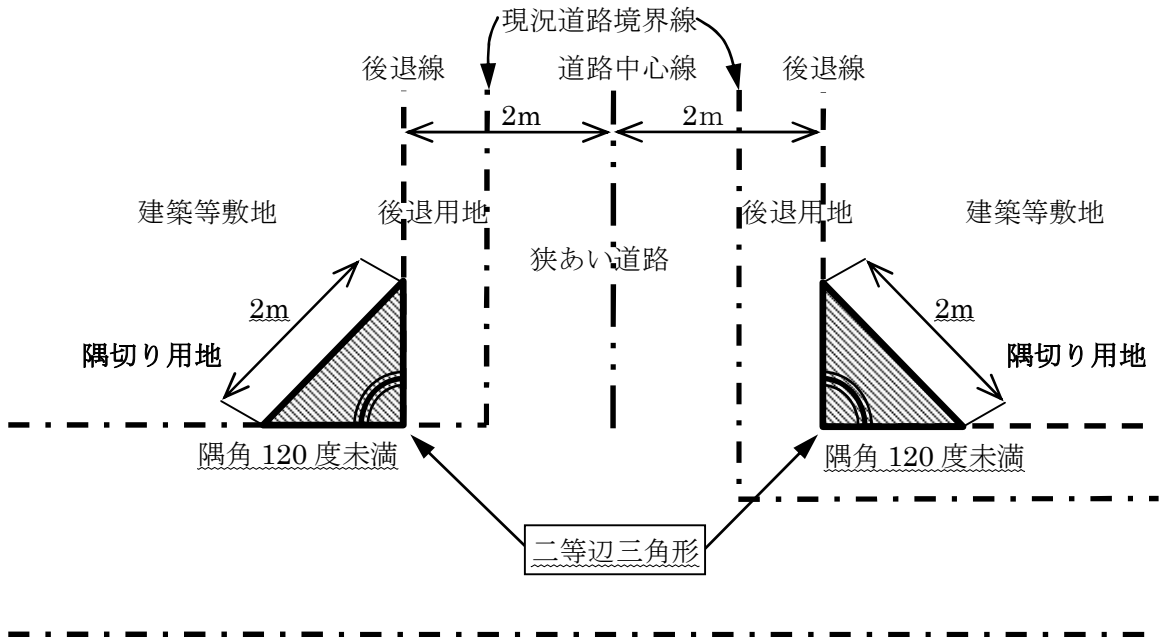 現況道路境界線
後退線
道路中心線
後退線
2m
2m
建築等敷地
後退用地
後退用地
建築等敷地
狭あい道路
2m
2m
隅切り用地
隅切り用地
隅角 120 度未満
隅角 120 度未満
二等辺三角形